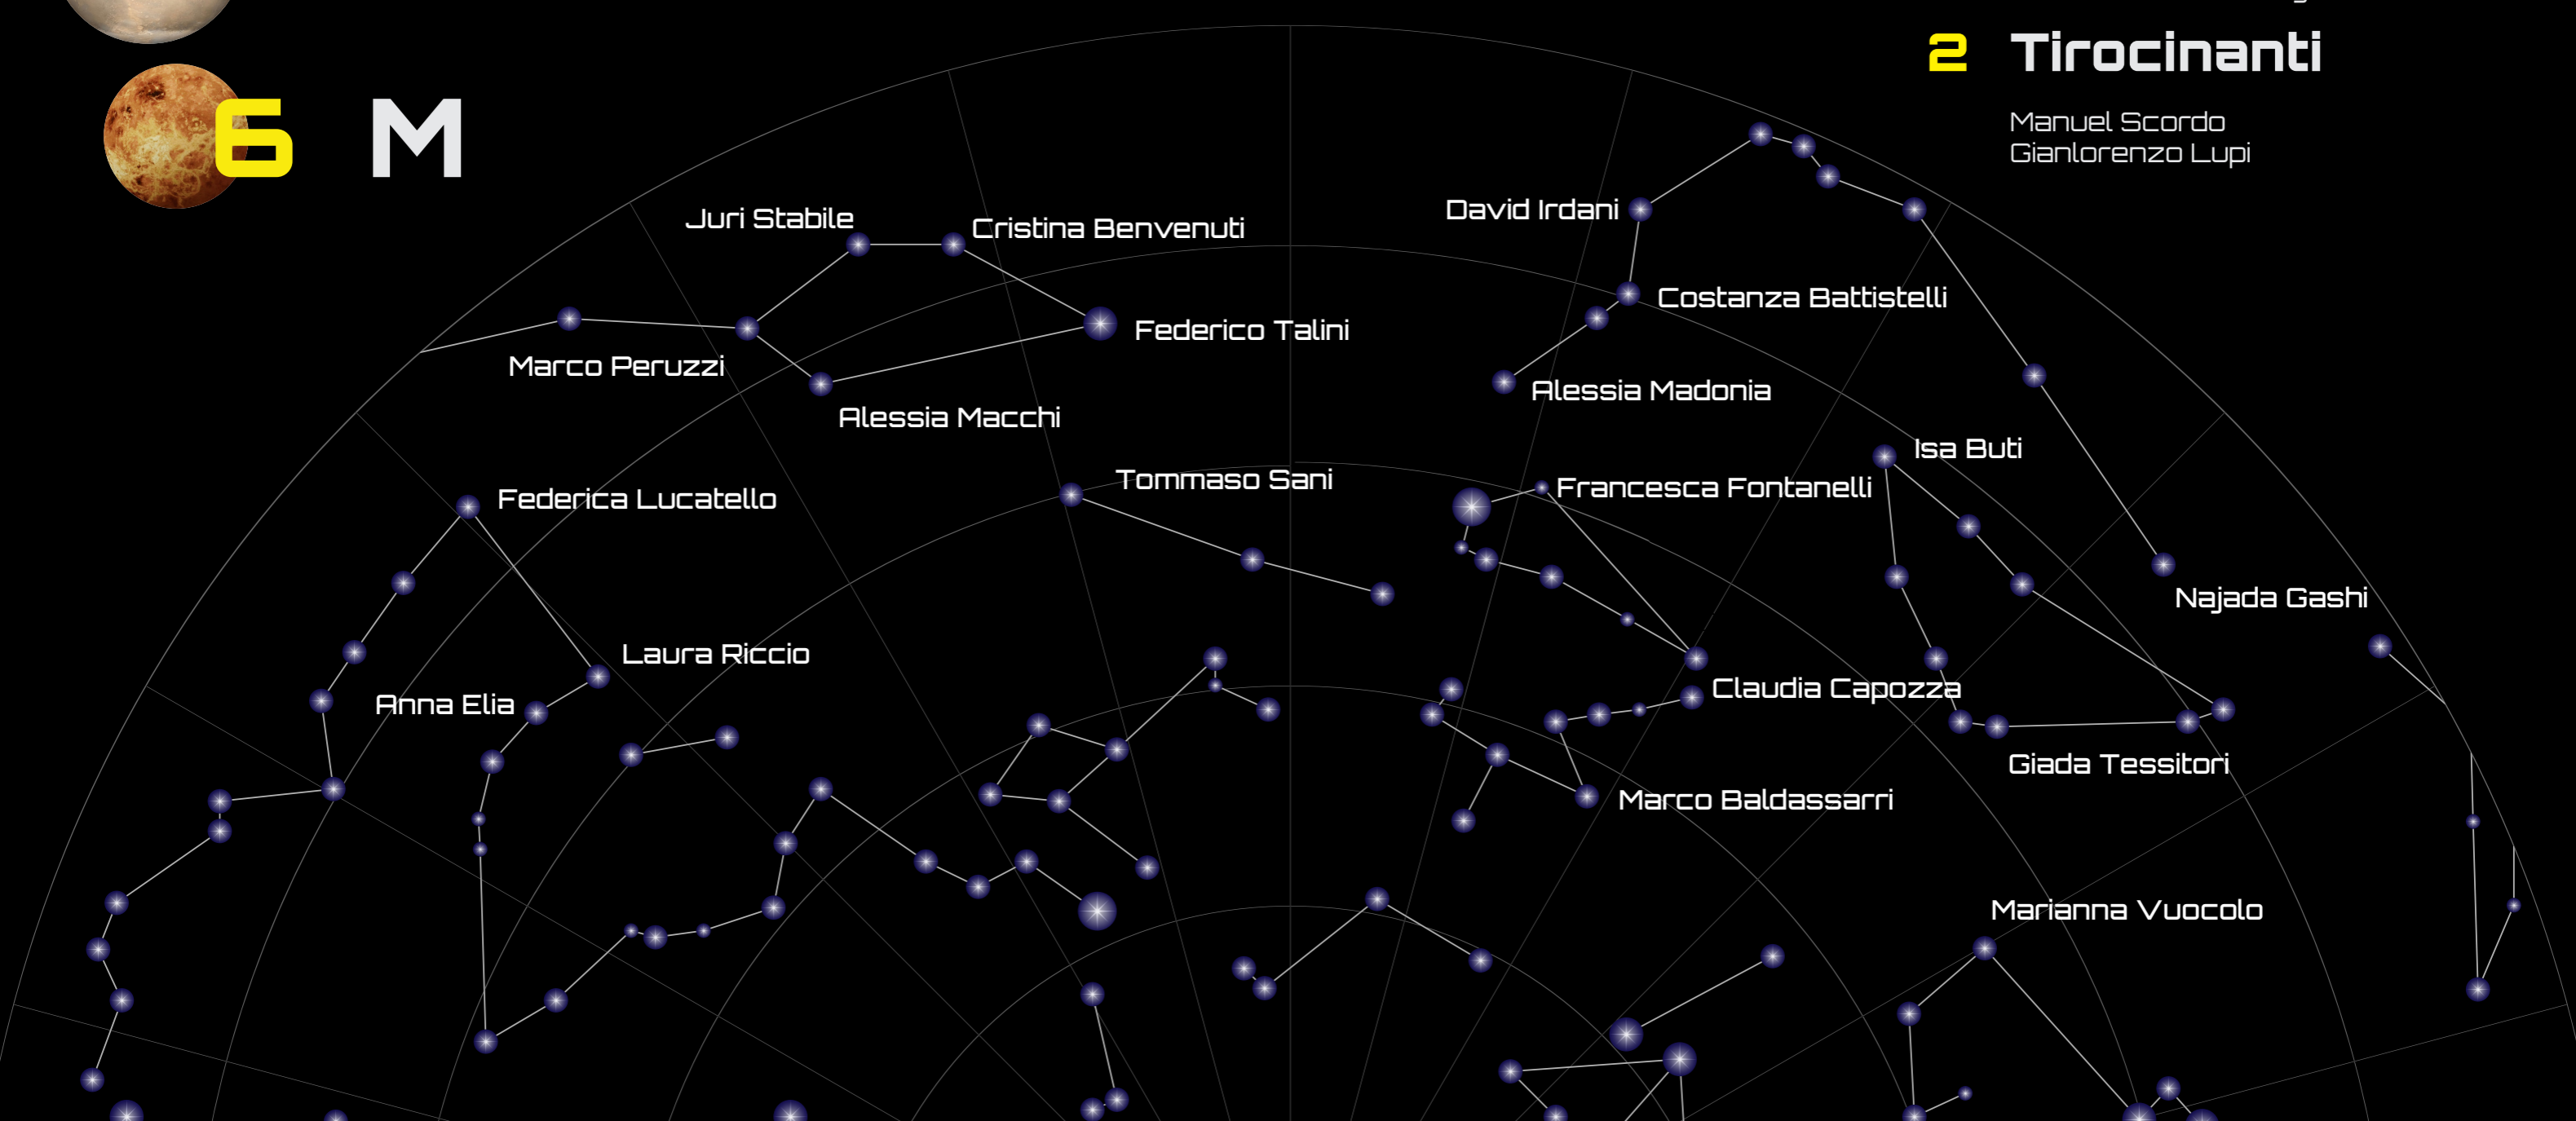 2 Tirocinanti
Manuel Scordo
Gianlorenzo Lupi
6 M
Juri Stabile
Cristina Benvenuti
David Irdani
Costanza Battistelli
Federico Talini
Marco Peruzzi
Alessia Madonia
Alessia Macchi
Isa Buti
Tommaso Sani
Francesca Fontanelli
Federica Lucatello
Najada Gashi
Laura Riccio
Claudia Capozza
Anna Elia
Giada Tessitori
Marco Baldassarri
Marianna Vuocolo